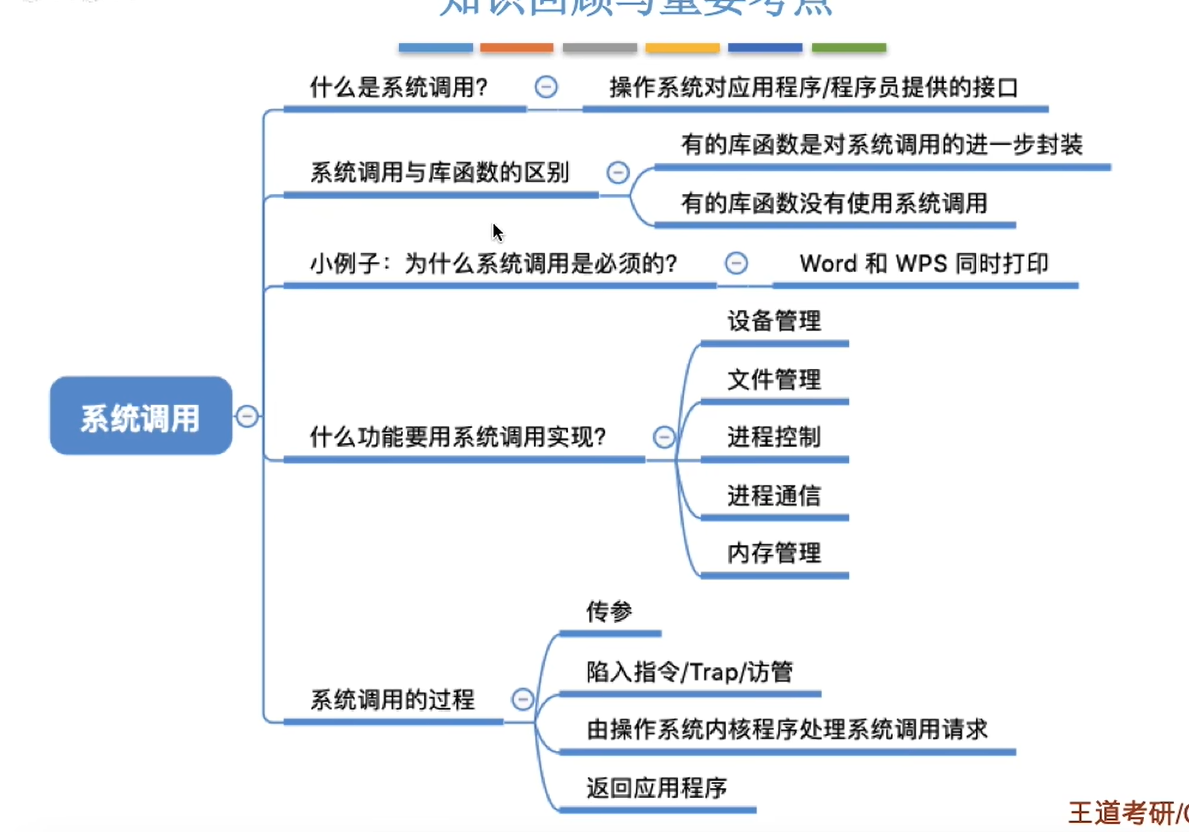 知识回顾与重要考点
什么是系统调用?
操作系统对应用程序/程序员提供的接口
系统调用与库函数的区别
有的库函数是对系统调用的进一步封装
有的库函数没有使用系统调用
小例子：为什么系统调用是必须的?
Word 和 WPS 同时打印
系统调用
什么功能要用系统调用实现?
设备管理
文件管理
进程控制
进程通信
内存管理
系统调用的过程
传参
陷入指令/Trap/访管
由操作系统内核程序处理系统调用请求
返回应用程序
王道考研/